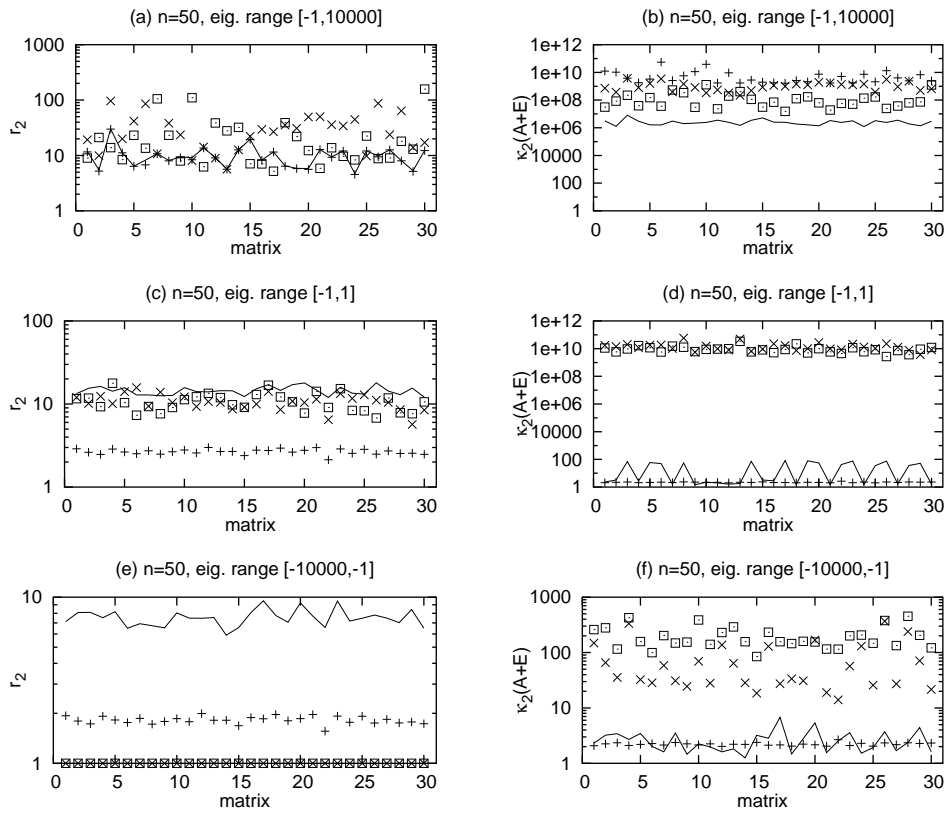 (a) n=50, eig. range [-1,10000]
r2
1000
100
10
1
0 5 10 15 20 25 30
matrix
(b) n=50, eig. range [-1,10000]
κ2(A+E)
1e+12
1e+10
1e+08
1e+06
10000
100
1
0 5 10 15 20 25 30
matrix
(c) n=50, eig. range [-1,1]
r2
100
10
1
0 5 10 15 20 25 30
matrix
(d) n=50, eig. range [-1,1]
κ2(A+E)
1e+12
1e+10
1e+08
1e+06
10000
100
1
0 5 10 15 20 25 30
matrix
(e) n=50, eig. range [-10000,-1]
r2
10
1
0 5 10 15 20 25 30
matrix
(f) n=50, eig. range [-10000,-1]
κ2(A+E)
1000
100
10
1
0 5 10 15 20 25 30
matrix